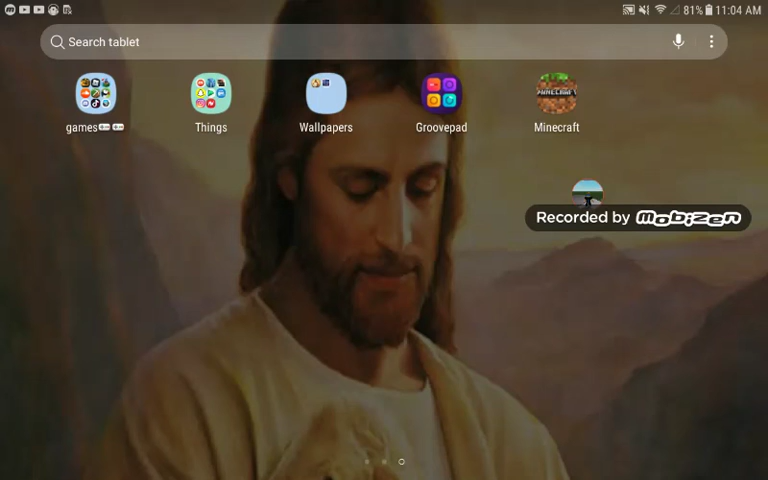 81% 11:04 AM
Search tablet
MINECRAFT
games
Things
Wallpapers
Groovepad
Minecraft
Recorded by mobizen